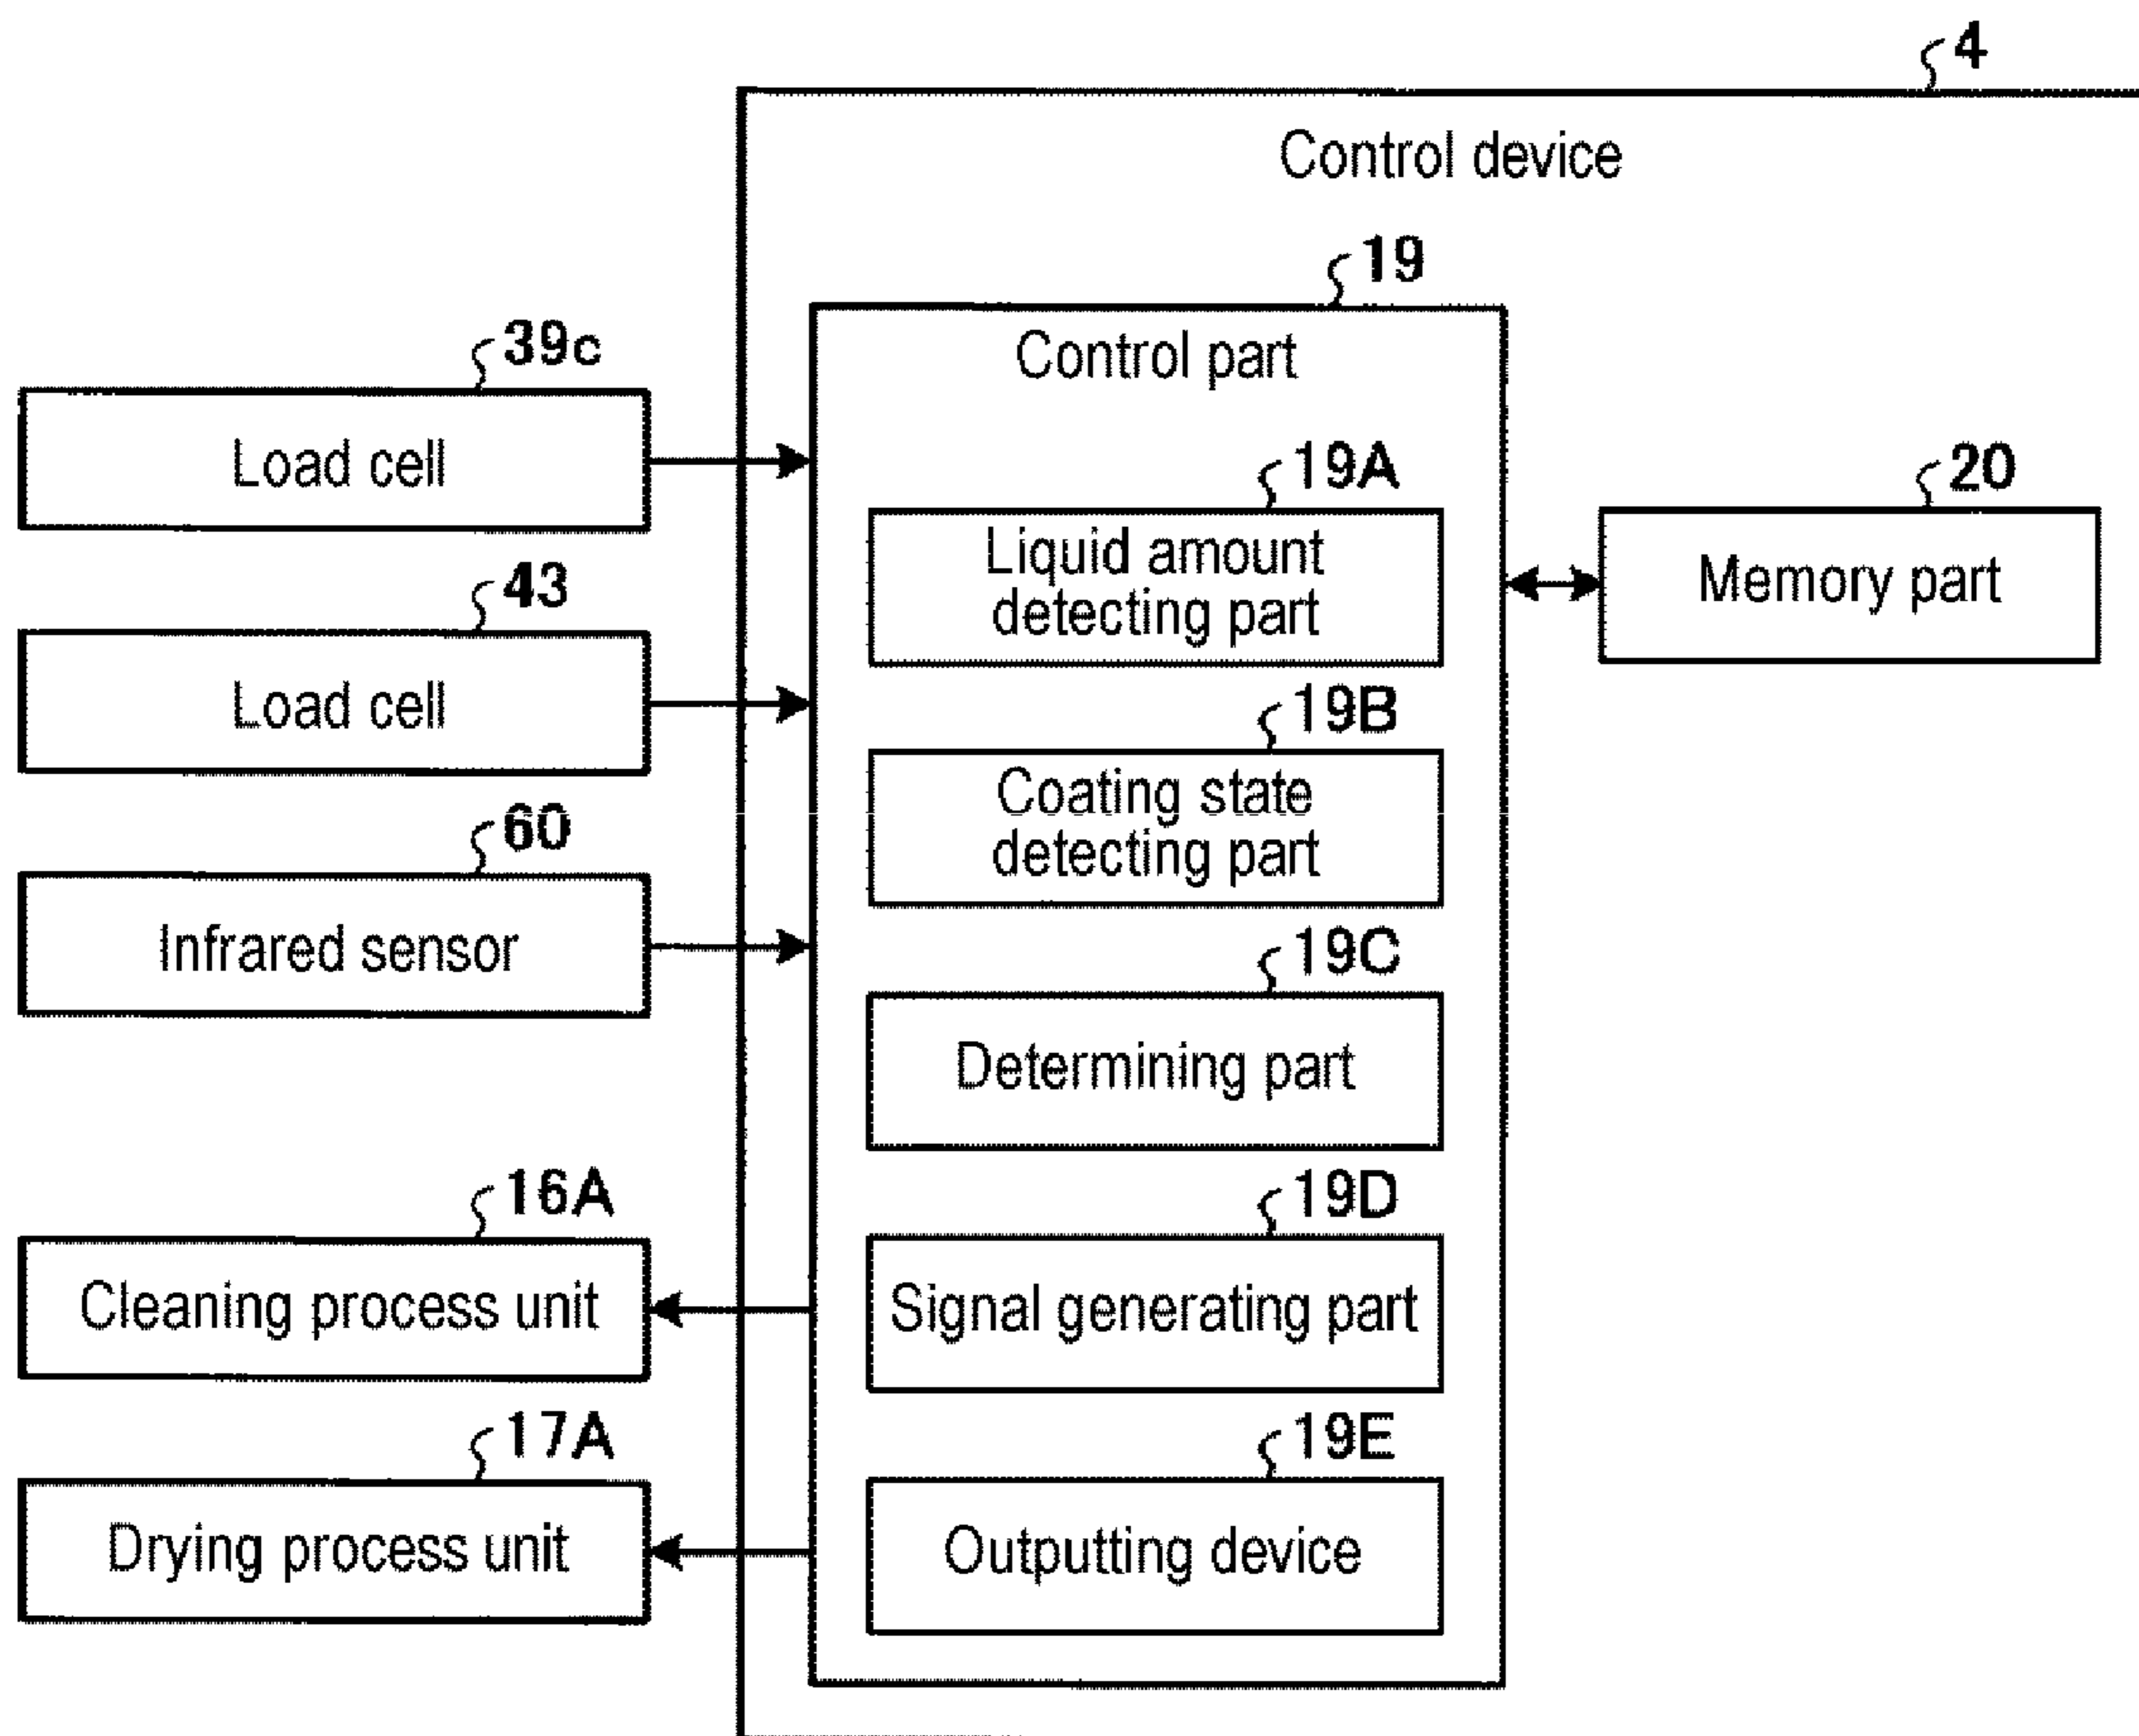 4
Control device
19
Control part
39c
Load cell
19A
Liquid amount
detecting part
20
Memory part
43
Load cell
19B
Coating state
detecting part
60
Infrared sensor
19C
Determining part
16A
Cleaning process unit
19D
Signal generating part
17A
Drying process unit
19E
Outputting device